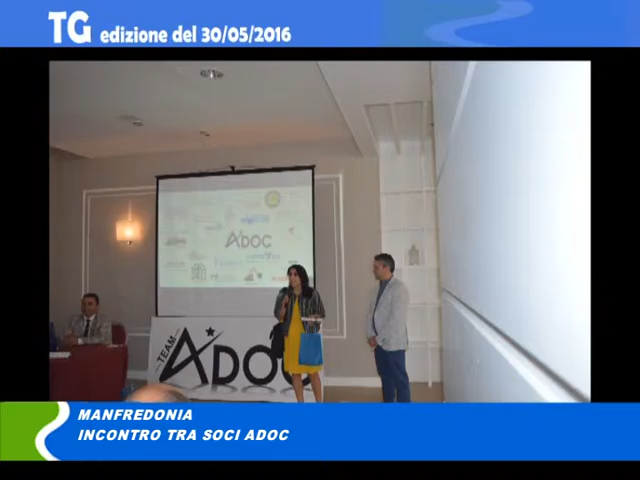 TG edizione del 30/05/2016
ADOC
TEAM
ADOC
MANFREDONIA
INCONTRO TRA SOCI ADOC